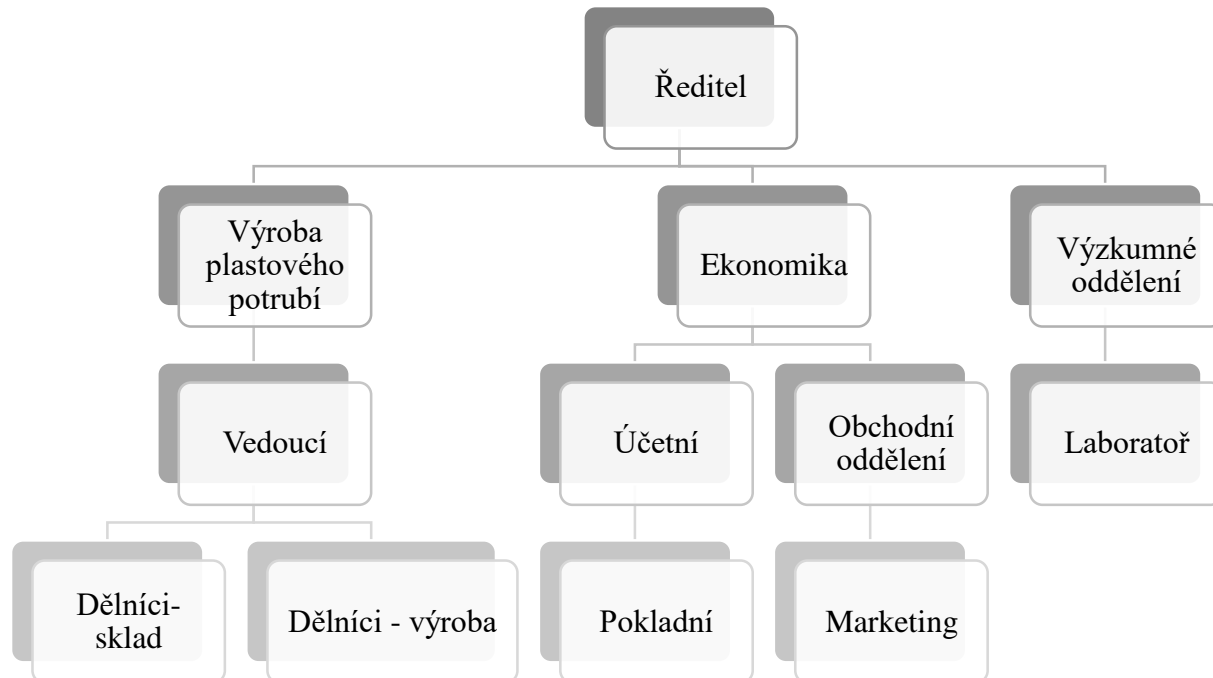 Ředitel
Výroba
plastového
potrubí
Ekonomika
Výzkumné
oddělení
Vedoucí
Účetní
Obchodní
oddělení
Laboratoř
Dělníci-
sklad
Dělníci - výroba
Pokladní
Marketing